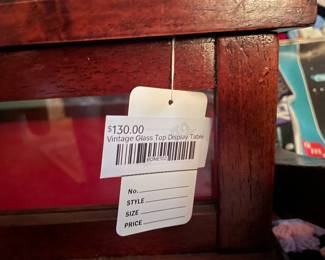 $130.00
Vintage Glass Top Display Table
No.
STYLE
SIZE
PRICE